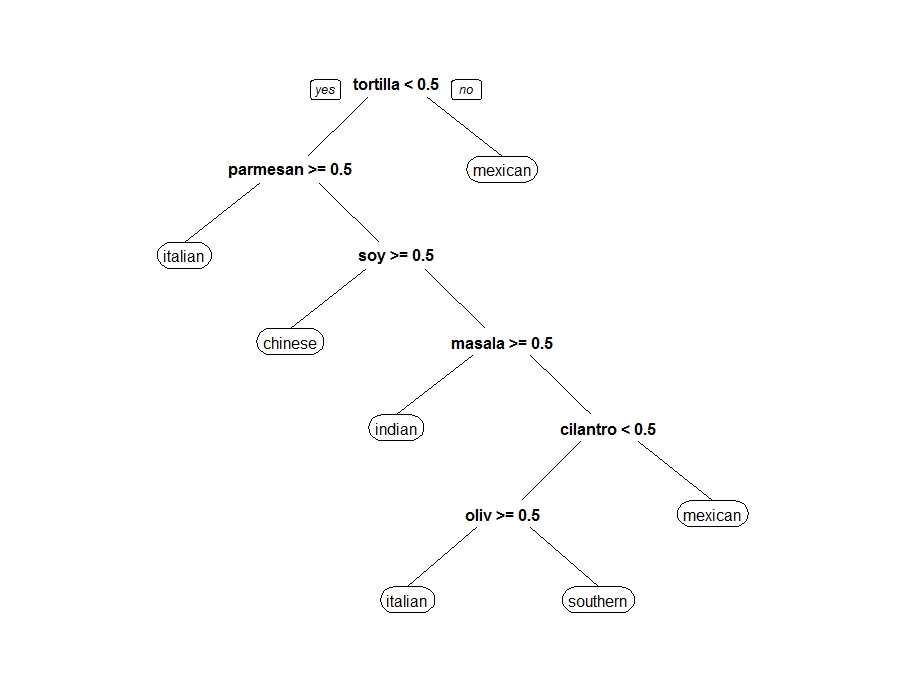 yes tortilla < 0.5 no
parmesan >= 0.5 mexican
italian soy >= 0.5
chinese masala >= 0.5
indian cilantro < 0.5
oliv >= 0.5 mexican
italian southern